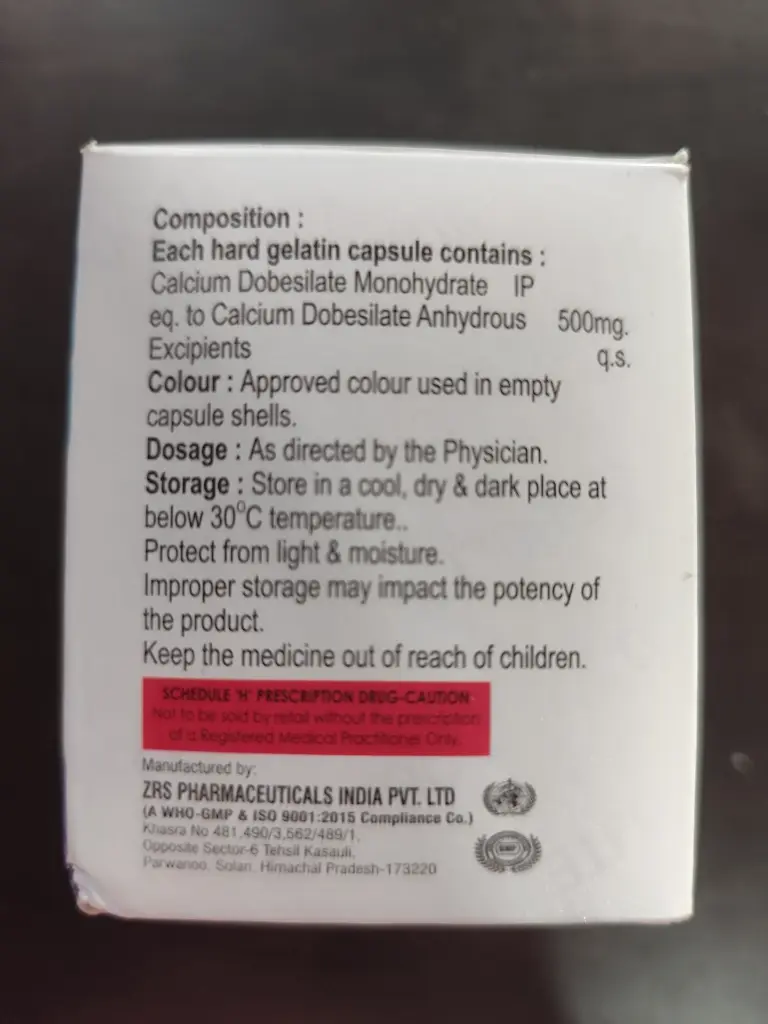 Composition :
Each hard gelatin capsule contains :
Calcium Dobesilate Monohydrate IP
eq. to Calcium Dobesilate Anhydrous 500mg.
Excipients q.s.
Colour : Approved colour used in empty
capsule shells.
Dosage : As directed by the Physician.
Storage : Store in a cool, dry & dark place at
below 30°C temperature..
Protect from light & moisture.
Improper storage may impact the potency of
the product.
Keep the medicine out of reach of children.
SCHEDULE 'H' PRESCRIPTION DRUG-CAUTION
Not to be sold by retail without the prescription
of a Registered Medical Practitioner Only.
Manufactured by:
ZRS PHARMACEUTICALS INDIA PVT. LTD
(A WHO-GMP & ISO 9001:2015 Compliance Co.)
Khasra No 481,490/3,562/489/1,
Opposite Sector-6 Tehsil Kasauli,
Parwanoo, Solan, Himachal Pradesh-173220
GMP